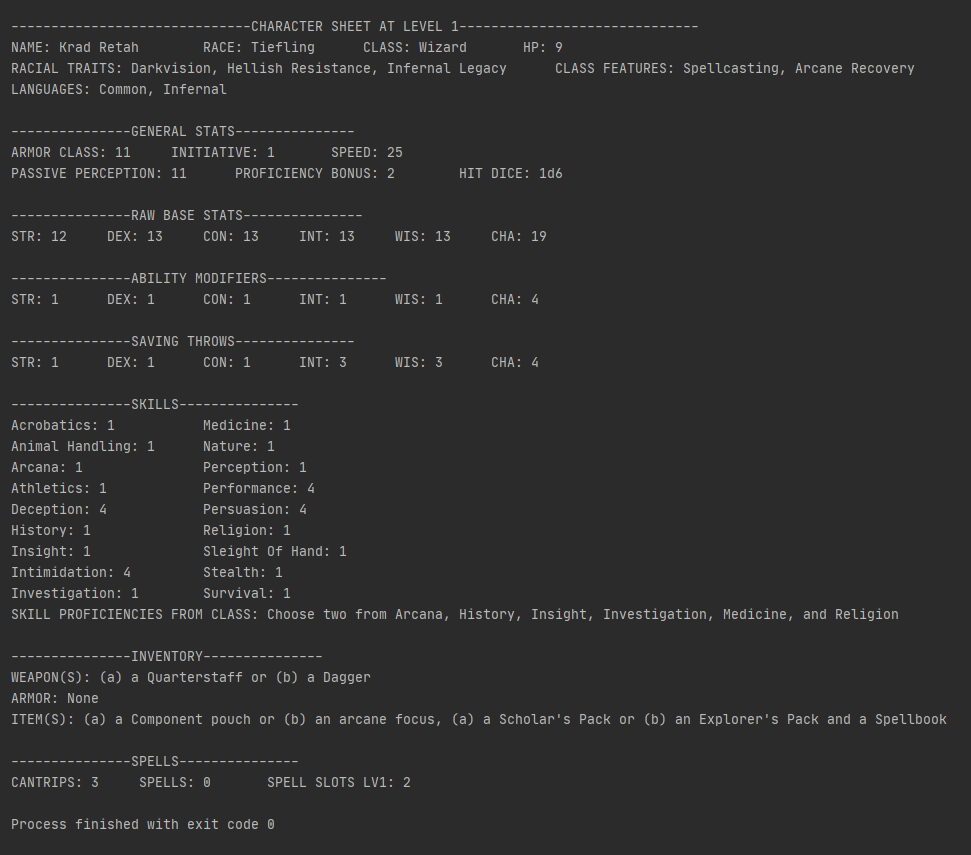 ------------------------------CHARACTER SHEET AT LEVEL 1------------------------------
NAME: Krad Retah        RACE: Tiefling      CLASS: Wizard       HP: 9
RACIAL TRAITS: Darkvision, Hellish Resistance, Infernal Legacy      CLASS FEATURES: Spellcasting, Arcane Recovery
LANGUAGES: Common, Infernal

---------------GENERAL STATS---------------
ARMOR CLASS: 11     INITIATIVE: 1       SPEED: 25
PASSIVE PERCEPTION: 11      PROFICIENCY BONUS: 2        HIT DICE: 1d6

---------------RAW BASE STATS---------------
STR: 12     DEX: 13     CON: 13     INT: 13     WIS: 13     CHA: 19

---------------ABILITY MODIFIERS---------------
STR: 1      DEX: 1      CON: 1      INT: 1      WIS: 1      CHA: 4

---------------SAVING THROWS---------------
STR: 1      DEX: 1      CON: 1      INT: 3      WIS: 3      CHA: 4

---------------SKILLS---------------
Acrobatics: 1           Medicine: 1
Animal Handling: 1      Nature: 1
Arcana: 1               Perception: 1
Athletics: 1            Performance: 4
Deception: 4            Persuasion: 4
History: 1              Religion: 1
Insight: 1              Sleight Of Hand: 1
Intimidation: 4         Stealth: 1
Investigation: 1        Survival: 1
SKILL PROFICIENCIES FROM CLASS: Choose two from Arcana, History, Insight, Investigation, Medicine, and Religion

---------------INVENTORY---------------
WEAPON(S): (a) a Quarterstaff or (b) a Dagger
ARMOR: None
ITEM(S): (a) a Component pouch or (b) an arcane focus, (a) a Scholar's Pack or (b) an Explorer's Pack and a Spellbook

---------------SPELLS---------------
CANTRIPS: 3     SPELLS: 0       SPELL SLOTS LV1: 2

Process finished with exit code 0